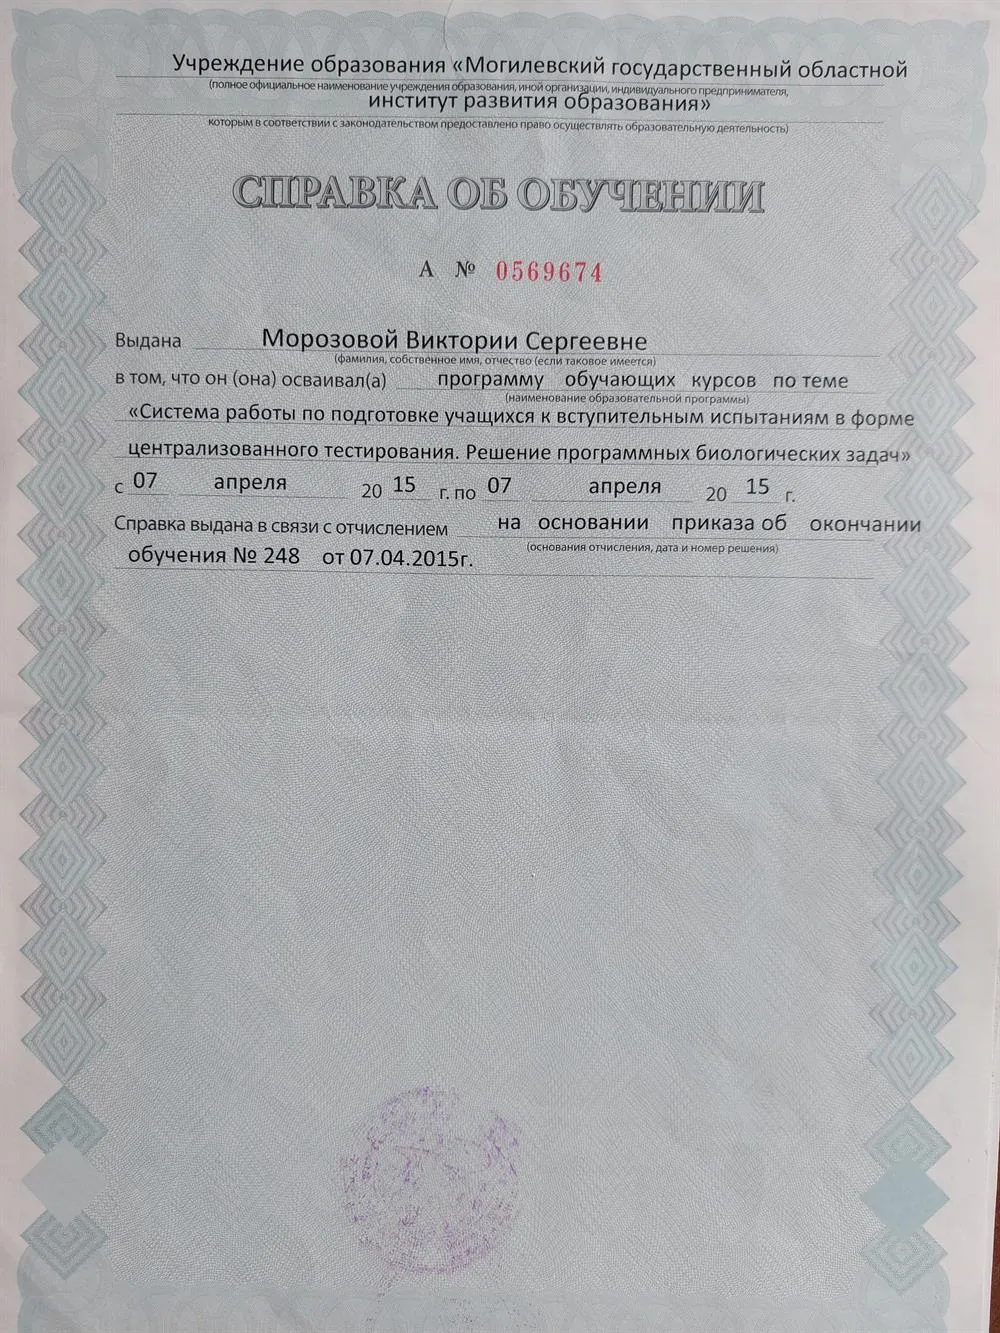 Учреждение образования «Могилевский государственный областной
(полное официальное наименование учреждения образования, иной организации, индивидуального предпринимателя,
институт развития образования»
которым в соответствии с законодательством предоставлено право осуществлять образовательную деятельность)
СПРАВКА ОБ ОБУЧЕНИИ
А № 0569674
Выдана Морозовой Виктории Сергеевне
(фамилия, собственное имя, отчество (если таковое имеется)
в том, что он (она) осваивал(а) программу обучающих курсов по теме
(наименование образовательной программы)
«Система работы по подготовке учащихся к вступительным испытаниям в форме
централизованного тестирования. Решение программных биологических задач»
с 07 апреля 20 15 г. по 07 апреля 20 15 г.
Справка выдана в связи с отчислением на основании приказа об окончании
(основания отчисления, дата и номер решения)
обучения № 248 от 07.04.2015г.